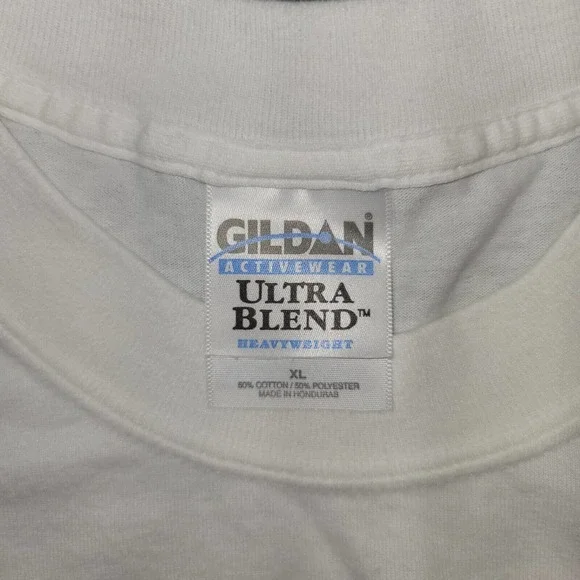 GILDAN®
ACTIVEWEAR
ULTRA
BLEND™
HEAVYWEIGHT
XL
50% COTTON / 50% POLYESTER
MADE IN HONDURAS